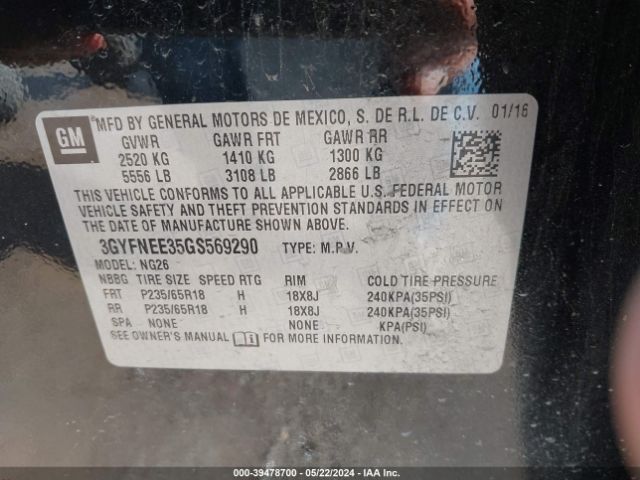 GM
MFD BY GENERAL MOTORS DE MEXICO, S. DE R.L. DE C.V. 01/16
GVWR GAWR FRT GAWR RR
2520 KG 1410 KG 1300 KG
5556 LB 3108 LB 2866 LB
THIS VEHICLE CONFORMS TO ALL APPLICABLE U.S. FEDERAL MOTOR
VEHICLE SAFETY AND THEFT PREVENTION STANDARDS IN EFFECT ON
THE DATE OF MANUFACTURE SHOWN ABOVE.
3GYFNEE35GS569290 TYPE: M.P.V.
MODEL: NG26
NBBG TIRE SIZE SPEED RTG RIM COLD TIRE PRESSURE
FRT P235/65R18 H 18X8J 240KPA(35PSI)
RR P235/65R18 H 18X8J 240KPA(35PSI)
SPA NONE NONE KPA(PSI)
SEE OWNER'S MANUAL FOR MORE INFORMATION.
000-39478700 - 05/22/2024 - IAA Inc.